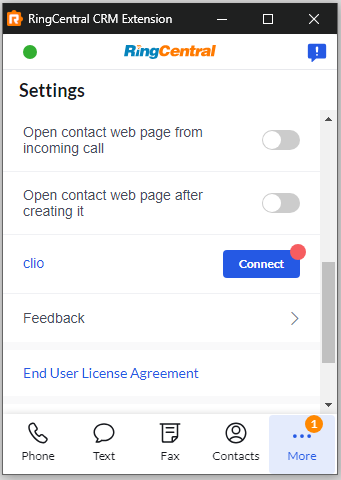 RingCentral CRM Extension
RingCentral
Settings
Open contact web page from
incoming call
Open contact web page after
creating it
clio
Connect
Feedback
End User License Agreement
1
Phone
Text
Fax
Contacts
More